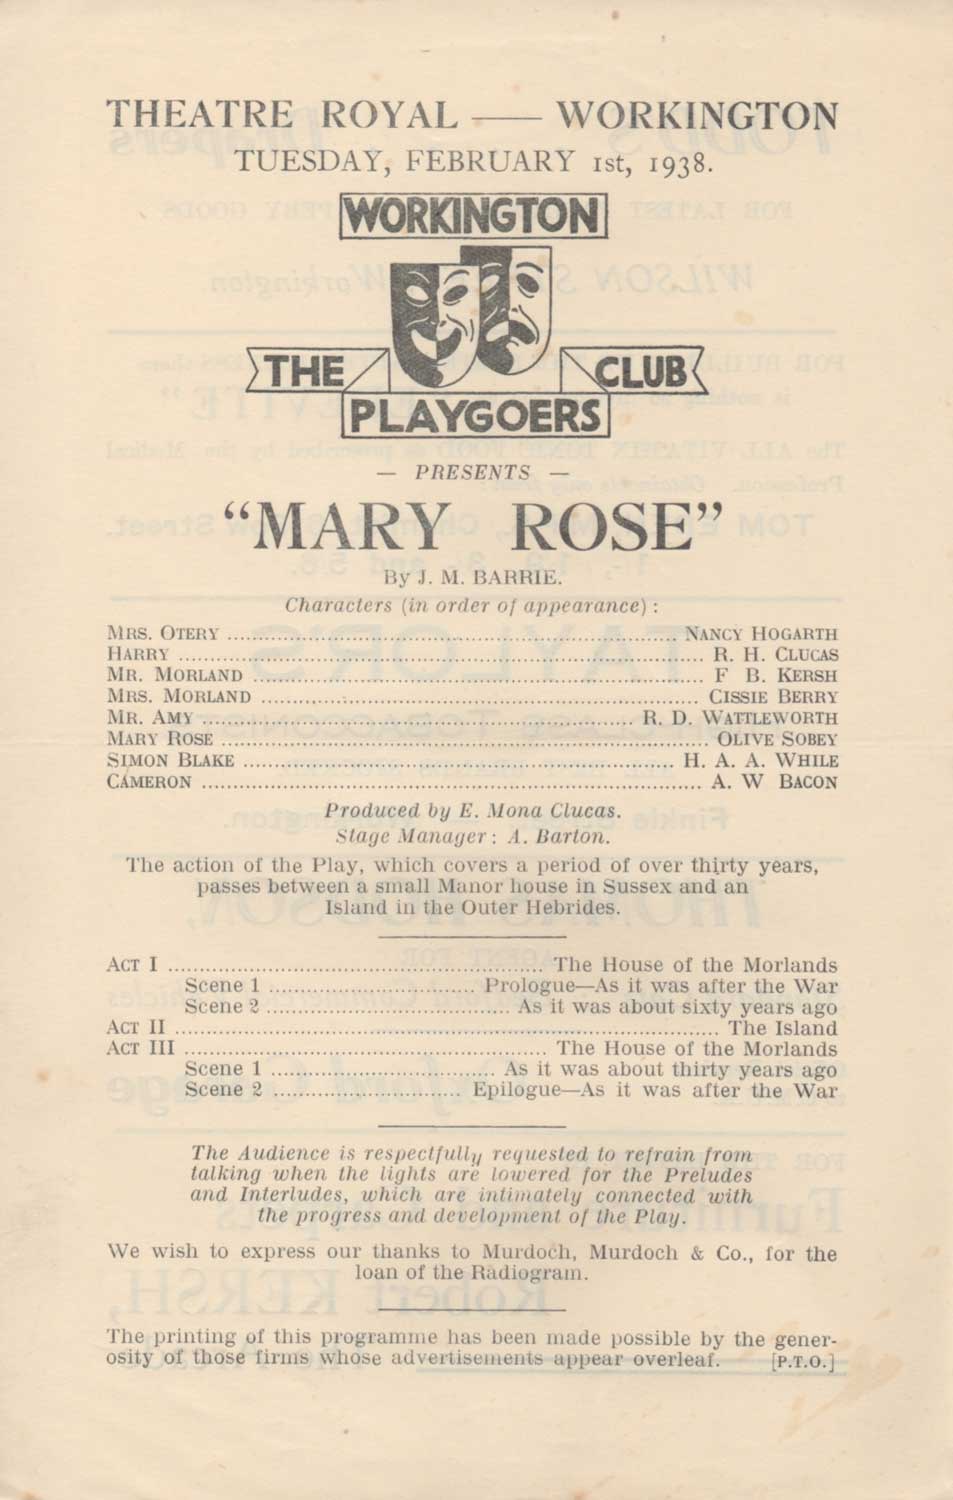 THEATRE ROYAL — WORKINGTON
TUESDAY, FEBRUARY 1st, 1938.
WORKINGTON
THE CLUB
PLAYGOERS
— PRESENTS —
“MARY ROSE”
By J. M. BARRIE.
Characters (in order of appearance) :
MRS. OTERY ........ NANCY HOGARTH
HARRY ........ R. H. CLUCAS
MR. MORLAND ........ F B. KERSH
MRS. MORLAND ........ CISSIE BERRY
MR. AMY ........ R. D. WATTLEWORTH
MARY ROSE ........ OLIVE SOBEY
SIMON BLAKE ........ H. A. A. WHILE
CAMERON ........ A. W BACON
Produced by E. Mona Clucas.
Stage Manager : A. Barton.
The action of the Play, which covers a period of over thirty years,
passes between a small Manor house in Sussex and an
Island in the Outer Hebrides.
ACT I ........ The House of the Morlands
Scene 1 ........ Prologue—As it was after the War
Scene 2 ........ As it was about sixty years ago
ACT II ........ The Island
ACT III ........ The House of the Morlands
Scene 1 ........ As it was about thirty years ago
Scene 2 ........ Epilogue—As it was after the War
The Audience is respectfully requested to refrain from
talking when the lights are lowered for the Preludes
and Interludes, which are intimately connected with
the progress and development of the Play.
We wish to express our thanks to Murdoch, Murdoch & Co., for the
loan of the Radiogram.
The printing of this programme has been made possible by the gener-
osity of those firms whose advertisements appear overleaf. [P.T.O.]